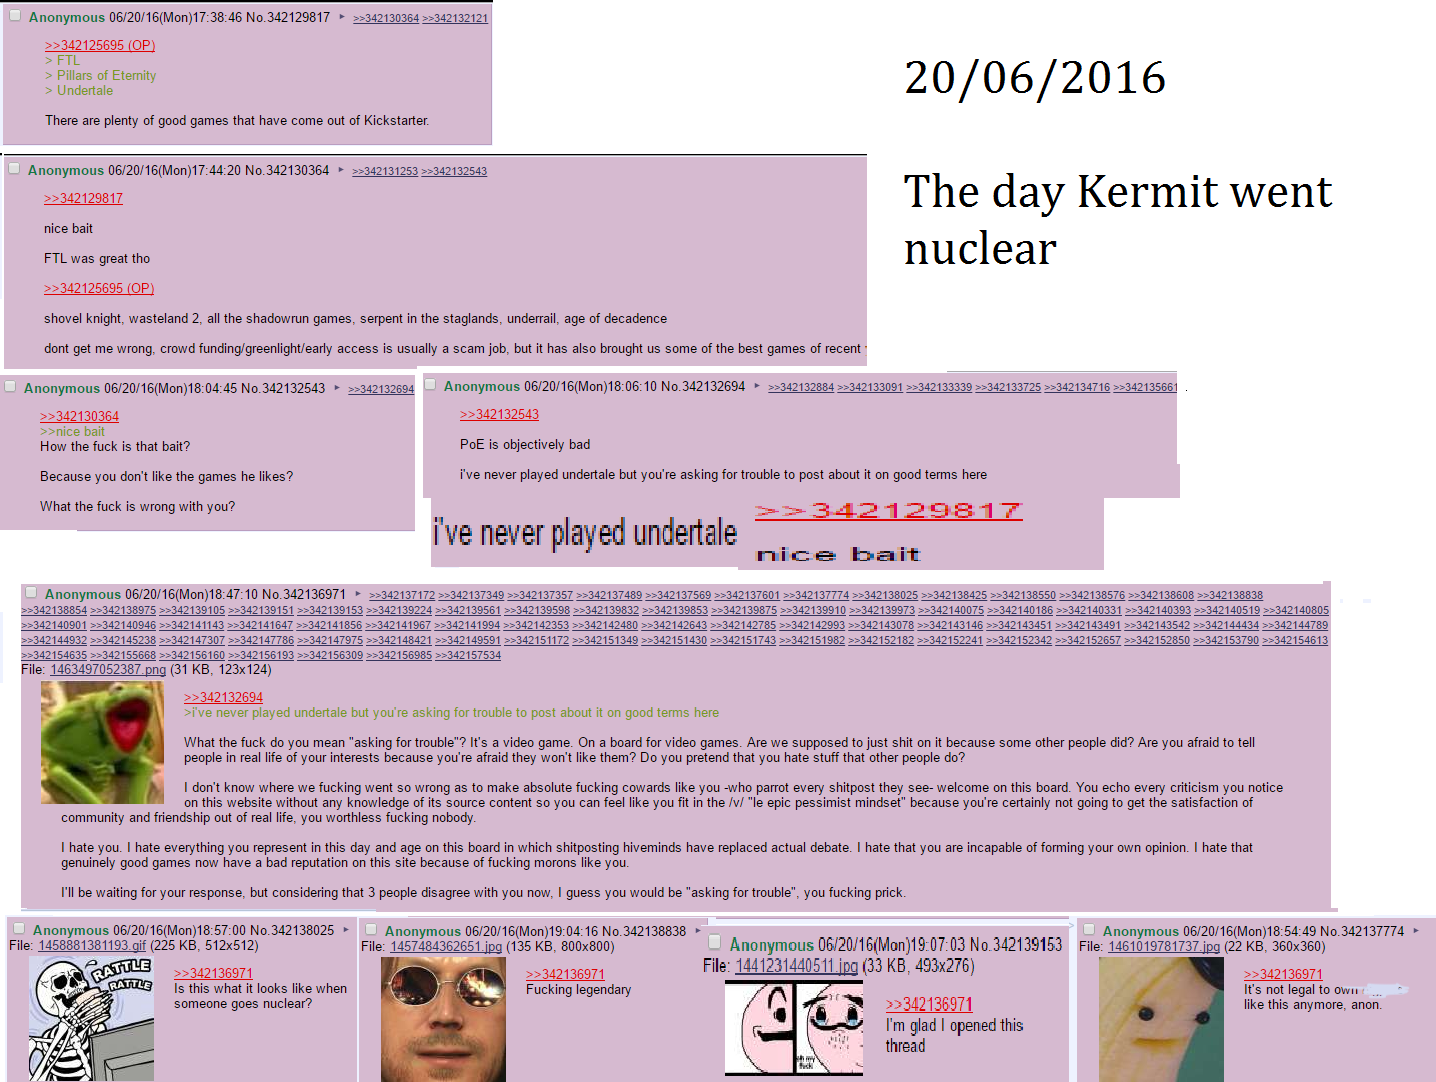 Anonymous 06/20/16(Mon)17:38:46 No.342129817 ▸ >>342130364 >>342132121
>>342125695 (OP)
> FTL
> Pillars of Eternity
> Undertale
There are plenty of good games that have come out of Kickstarter.
20/06/2016
The day Kermit went
nuclear
Anonymous 06/20/16(Mon)17:44:20 No.342130364 ▸ >>342131253 >>342132543
>>342129817
nice bait
FTL was great tho
>>342125695 (OP)
shovel knight, wasteland 2, all the shadowrun games, serpent in the staglands, underrail, age of decadence
dont get me wrong, crowd funding/greenlight/early access is usually a scam job, but it has also brought us some of the best games of recent
Anonymous 06/20/16(Mon)18:04:45 No.342132543 ▸ >>342132694
>>342130364
>>nice bait
How the fuck is that bait?
Because you don't like the games he likes?
What the fuck is wrong with you?
Anonymous 06/20/16(Mon)18:06:10 No.342132694 ▸ >>342132884 >>342133091 >>342133339 >>342133725 >>342134716 >>342135661
>>342132543
PoE is objectively bad
i've never played undertale but you're asking for trouble to post about it on good terms here
i've never played undertale
>>342129817
nice bait
Anonymous 06/20/16(Mon)18:47:10 No.342136971 ▸ >>342137172 >>342137349 >>342137357 >>342137489 >>342137569 >>342137601 >>342137774 >>342138025 >>342138425 >>342138550 >>342138576 >>342138608 >>342138838
>>342138854 >>342138975 >>342139105 >>342139151 >>342139153 >>342139224 >>342139561 >>342139598 >>342139832 >>342139853 >>342139875 >>342139910 >>342139973 >>342140075 >>342140186 >>342140331 >>342140393 >>342140519 >>342140805
>>342140901 >>342140946 >>342141143 >>342141647 >>342141856 >>342141967 >>342141994 >>342142353 >>342142480 >>342142643 >>342142785 >>342142993 >>342143078 >>342143146 >>342143451 >>342143491 >>342143542 >>342144434 >>342144789
>>342144932 >>342145238 >>342147307 >>342147786 >>342147975 >>342148421 >>342149591 >>342151172 >>342151349 >>342151430 >>342151743 >>342151982 >>342152182 >>342152241 >>342152342 >>342152657 >>342152850 >>342153790 >>342154613
>>342154635 >>342155668 >>342156160 >>342156193 >>342156309 >>342156985 >>342157534
File: 1463497052387.png (31 KB, 123x124)
>>342132694
>i've never played undertale but you're asking for trouble to post about it on good terms here
What the fuck do you mean "asking for trouble"? It's a video game. On a board for video games. Are we supposed to just shit on it because some other people did? Are you afraid to tell
people in real life of your interests because you're afraid they won't like them? Do you pretend that you hate stuff that other people do?
I don't know where we fucking went so wrong as to make absolute fucking cowards like you -who parrot every shitpost they see- welcome on this board. You echo every criticism you notice
on this website without any knowledge of its source content so you can feel like you fit in the /v/ "le epic pessimist mindset" because you're certainly not going to get the satisfaction of
community and friendship out of real life, you worthless fucking nobody.
I hate you. I hate everything you represent in this day and age on this board in which shitposting hiveminds have replaced actual debate. I hate that you are incapable of forming your own opinion. I hate that
genuinely good games now have a bad reputation on this site because of fucking morons like you.
I'll be waiting for your response, but considering that 3 people disagree with you now, I guess you would be "asking for trouble", you fucking prick.
Anonymous 06/20/16(Mon)18:57:00 No.342138025 ▸
File: 1458881381193.gif (225 KB, 512x512)
RATTLE
RATTLE
>>342136971
Is this what it looks like when
someone goes nuclear?
Anonymous 06/20/16(Mon)19:04:16 No.342138838 ▸
File: 1457484362651.jpg (135 KB, 800x800)
>>342136971
Fucking legendary
Anonymous 06/20/16(Mon)19:07:03 No.342139153
File: 1441231440511.jpg (33 KB, 493x276)
oh my
fuck!
>>342136971
I'm glad I opened this
thread
Anonymous 06/20/16(Mon)18:54:49 No.342137774 ▸
File: 1461019781737.jpg (22 KB, 360x360)
>>342136971
It's not legal to own
like this anymore, anon.